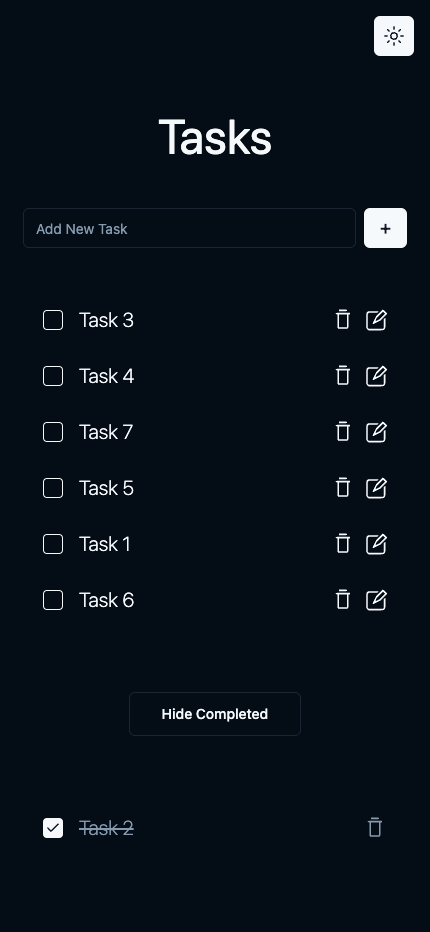 Tasks
Add New Task
+
Task 3
Task 4
Task 7
Task 5
Task 1
Task 6
Hide Completed
Task 2